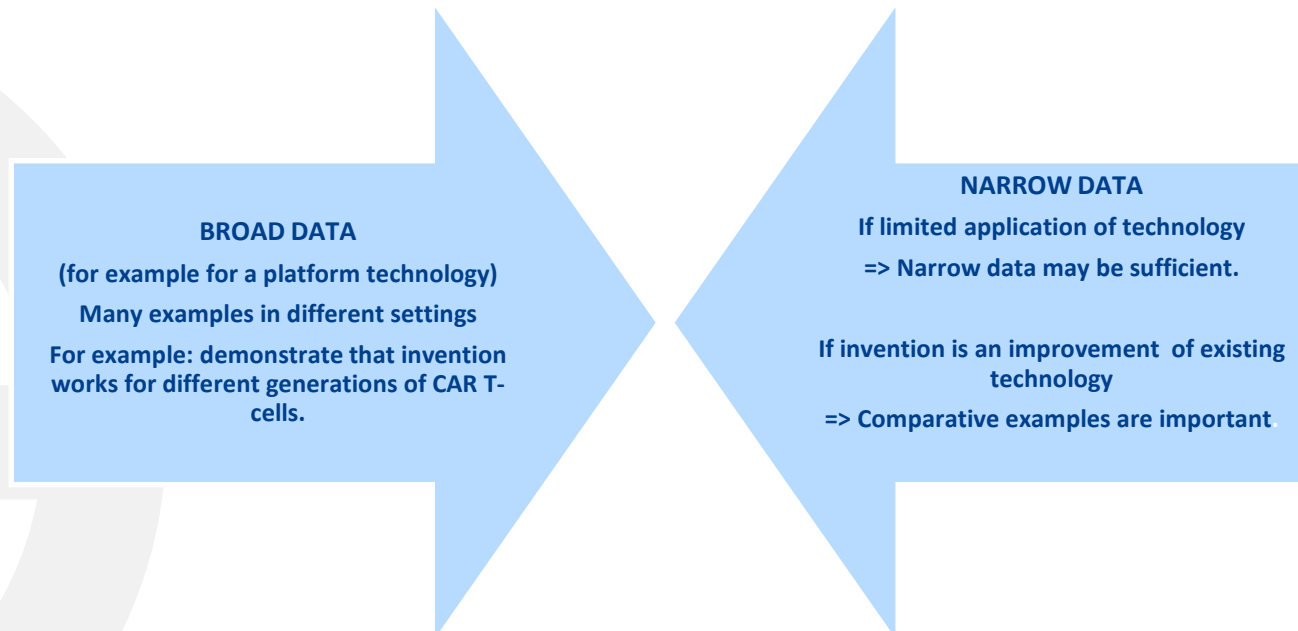 BROAD DATA
(for example for a platform technology)
Many examples in different settings
For example: demonstrate that invention
works for different generations of CAR T-
cells.
NARROW DATA
If limited application of technology
=> Narrow data may be sufficient.
If invention is an improvement of existing
technology
=> Comparative examples are important.